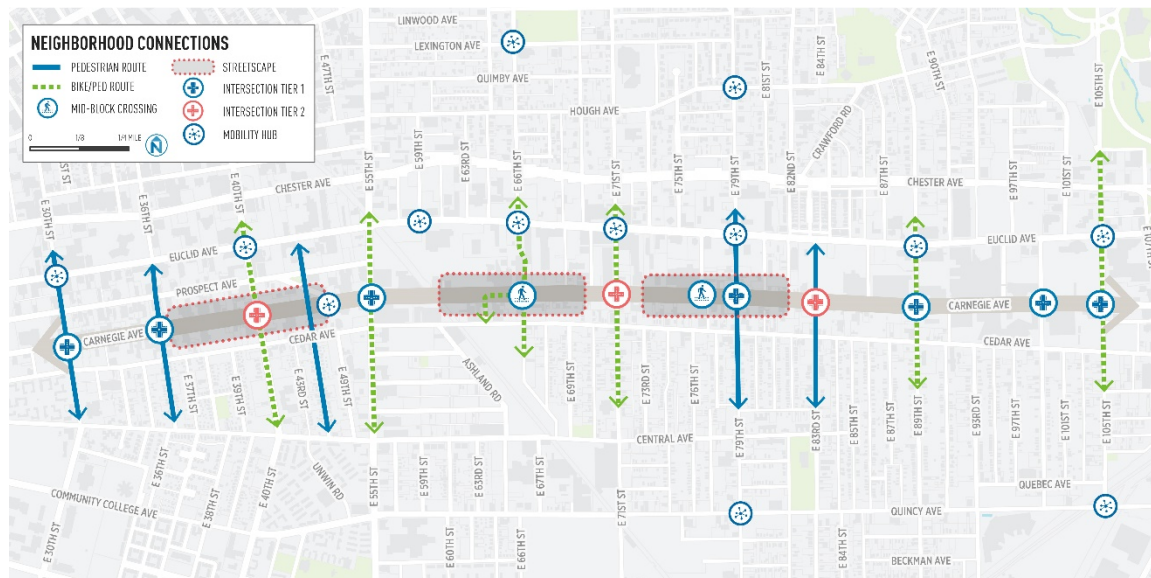 NEIGHBORHOOD CONNECTIONS
PEDESTRIAN ROUTE
BIKE/PED ROUTE
MID-BLOCK CROSSING
STREETSCAPE
INTERSECTION TIER 1
INTERSECTION TIER 2
MOBILITY HUB
0 1/8 1/4 MILE
N
LINWOOD AVE
LEXINGTON AVE
QUIMBY AVE
HOUGH AVE
E 47TH ST
E 81ST ST
E 84TH ST
CRAWFORD RD
E 90TH ST
E 105TH ST
E 30TH ST
E 36TH ST
E 40TH ST
CHESTER AVE
E 55TH ST
E 59TH ST
E 63RD ST
E 66TH ST
E 71ST ST
E 75TH ST
E 79TH ST
E 82ND ST
E 87TH ST
CHESTER AVE
E 97TH ST
E 101ST ST
EUCLID AVE
EUCLID AVE
EUCLID AVE
E 107TH ST
PROSPECT AVE
CARNEGIE AVE
CARNEGIE AVE
CEDAR AVE
CEDAR AVE
E 37TH ST
E 39TH ST
E 43RD ST
E 49TH ST
ASHLAND RD
E 69TH ST
E 73RD ST
E 76TH ST
E 79TH ST
E 83RD ST
E 85TH ST
E 87TH ST
E 89TH ST
E 93RD ST
E 97TH ST
E 101ST ST
E 105TH ST
CENTRAL AVE
COMMUNITY COLLEGE AVE
E 30TH ST
E 36TH ST
E 38TH ST
E 40TH ST
UNWIN RD
E 55TH ST
E 59TH ST
E 63RD ST
E 67TH ST
E 71ST ST
QUEBEC AVE
QUINCY AVE
E 60TH ST
E 66TH ST
E 84TH ST
BECKMAN AVE